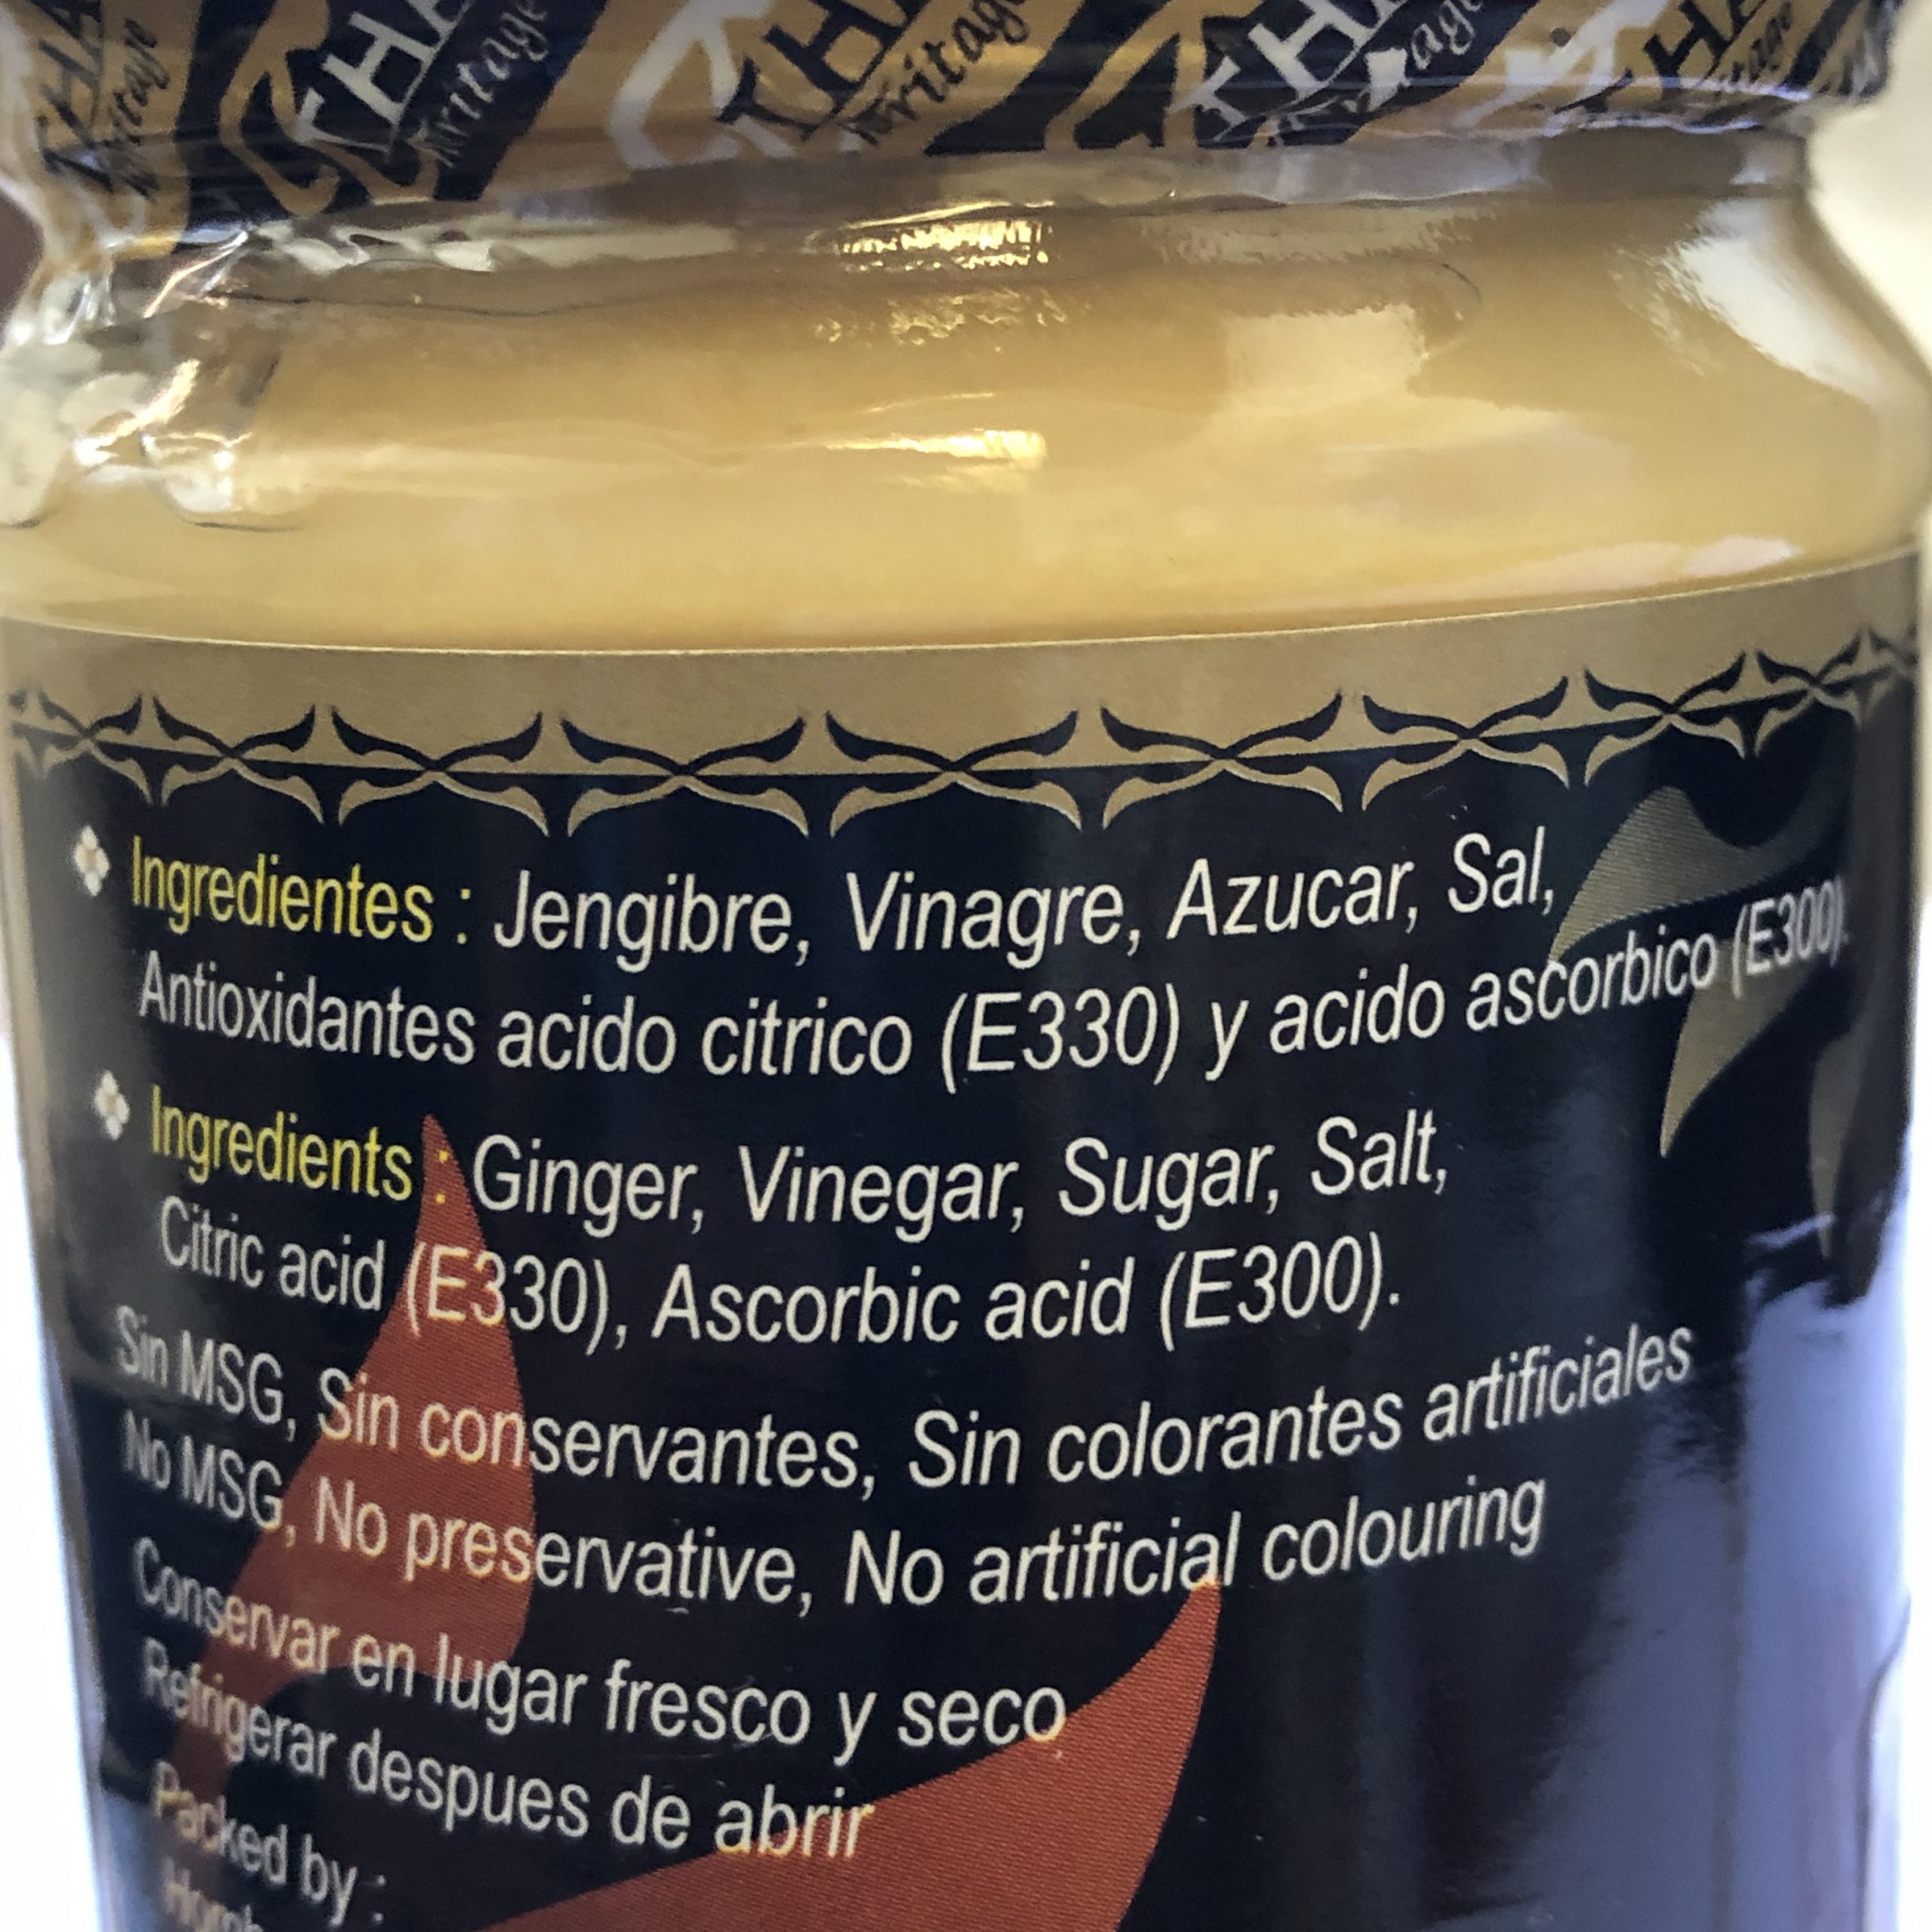 THAI
Heritage
Ingredientes : Jengibre, Vinagre, Azucar, Sal,
Antioxidantes acido citrico (E330) y acido ascorbico (E300).
Ingredients : Ginger, Vinegar, Sugar, Salt,
Citric acid (E330), Ascorbic acid (E300).
Sin MSG, Sin conservantes, Sin colorantes artificiales
No MSG, No preservative, No artificial colouring
Conservar en lugar fresco y seco
Refrigerar despues de abrir
Packed by :